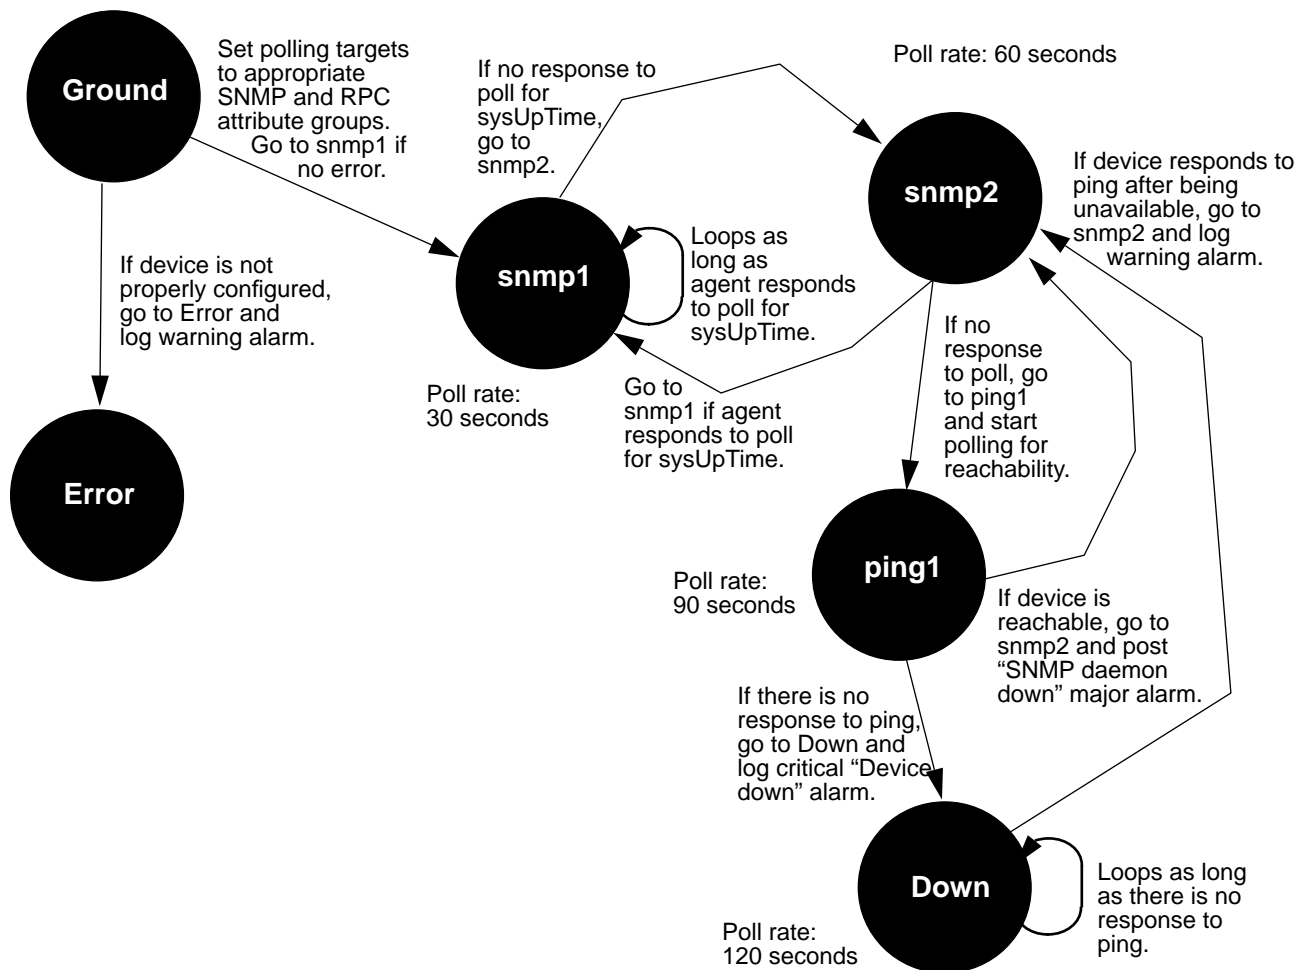 Ground
Set polling targets
to appropriate
SNMP and RPC
attribute groups.
Go to snmp1 if
no error.
If no response to
poll for
sysUpTime,
go to
snmp2.
Poll rate: 60 seconds
snmp2
If device responds to
ping after being
unavailable, go to
snmp2 and log
warning alarm.
snmp1
Loops as
long as
agent responds
to poll for
sysUpTime.
If device is not
properly configured,
go to Error and
log warning alarm.
Poll rate:
30 seconds
Go to
snmp1 if agent
responds to poll
for sysUpTime.
If no
response
to poll, go
to ping1
and start
polling for
reachability.
Error
ping1
Poll rate:
90 seconds
If device is
reachable, go to
snmp2 and post
“SNMP daemon
down” major alarm.
If there is no
response to ping,
go to Down and
log critical “Device
down” alarm.
Down
Loops as long
as there is no
response to
ping.
Poll rate:
120 seconds